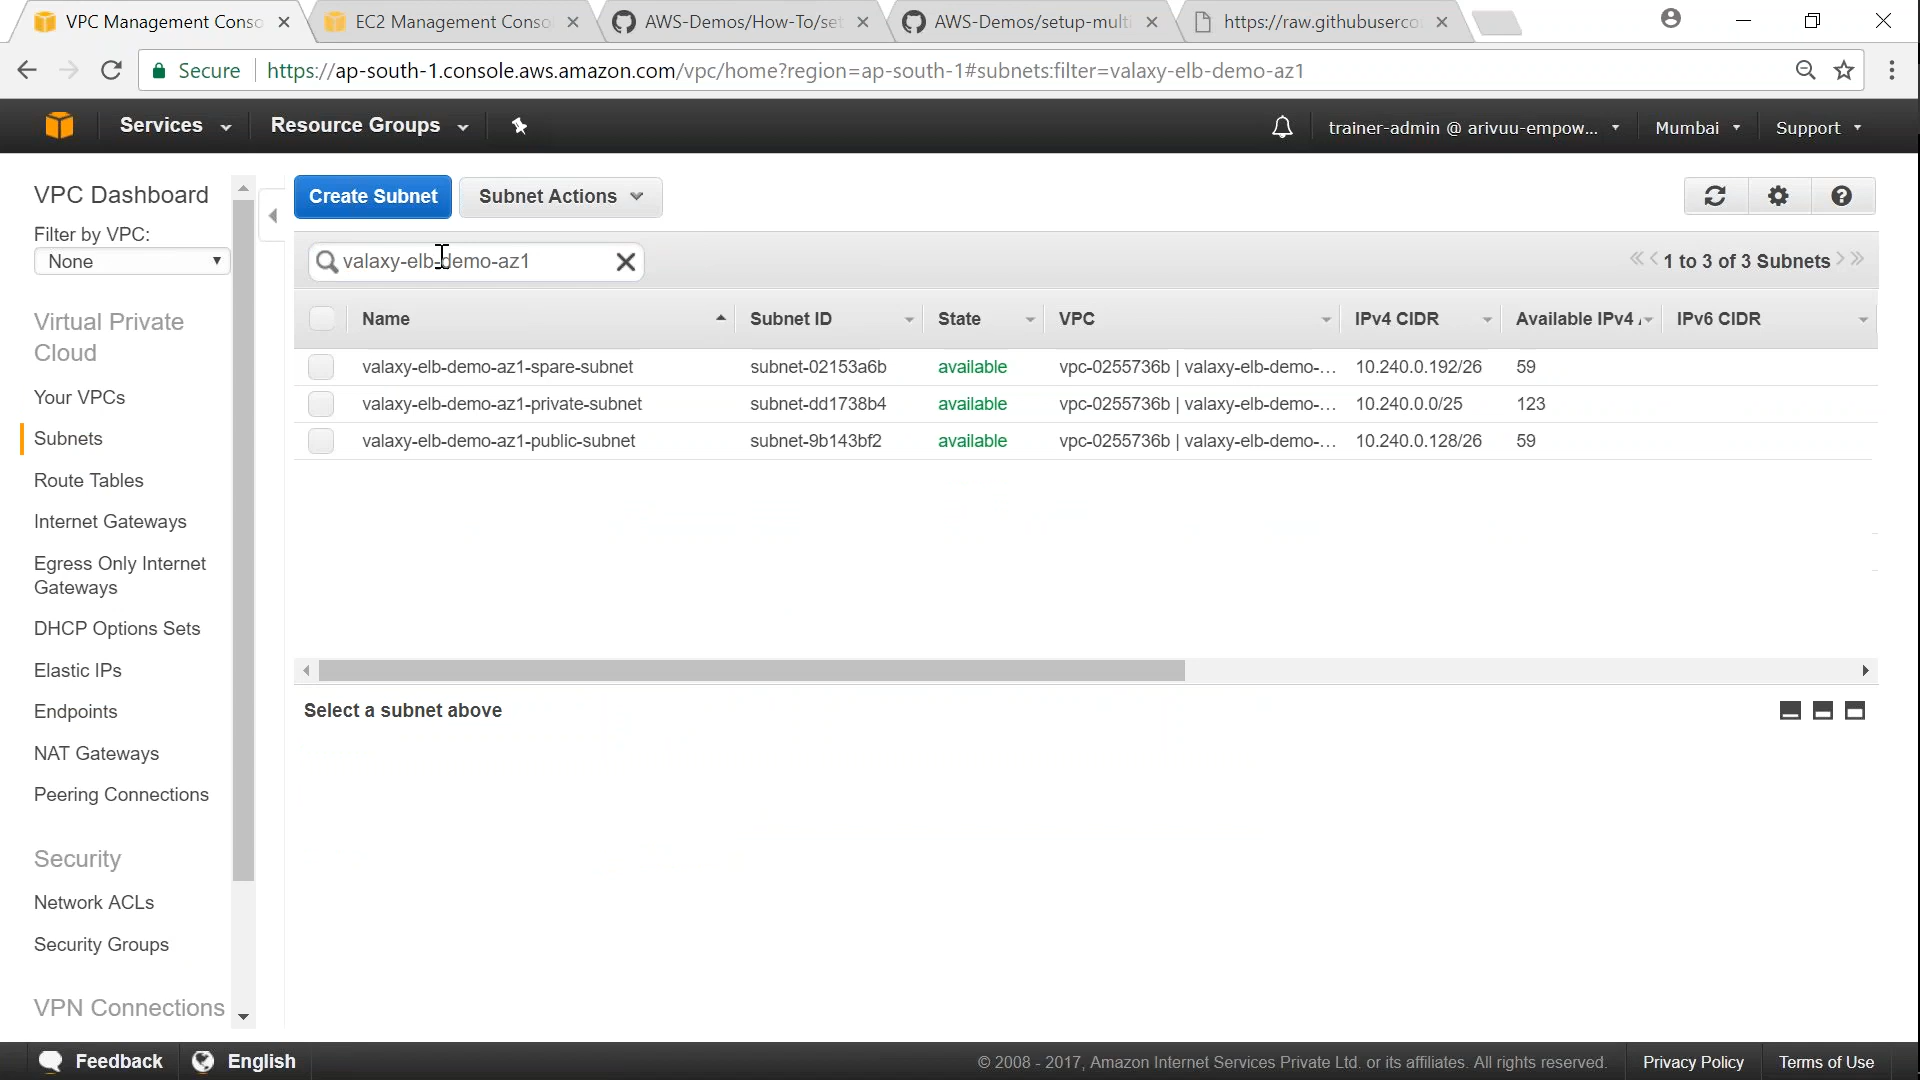 VPC Management Conso
EC2 Management Conso
AWS-Demos/How-To/set
AWS-Demos/setup-multi
https://raw.githubuserco
Secure
https://ap-south-1.console.aws.amazon.com/vpc/home?region=ap-south-1#subnets:filter=valaxy-elb-demo-az1
Services
Resource Groups
trainer-admin @ arivuu-empow...
Mumbai
Support
VPC Dashboard
Filter by VPC:
None
Virtual Private
Cloud
Your VPCs
Subnets
Route Tables
Internet Gateways
Egress Only Internet
Gateways
DHCP Options Sets
Elastic IPs
Endpoints
NAT Gateways
Peering Connections
Security
Network ACLs
Security Groups
VPN Connections
Create Subnet
Subnet Actions
valaxy-elb-demo-az1
1 to 3 of 3 Subnets
Name Subnet ID State VPC IPv4 CIDR Available IPv4 IPv6 CIDR
valaxy-elb-demo-az1-spare-subnet subnet-02153a6b available vpc-0255736b | valaxy-elb-demo-... 10.240.0.192/26 59
valaxy-elb-demo-az1-private-subnet subnet-dd1738b4 available vpc-0255736b | valaxy-elb-demo-... 10.240.0.0/25 123
valaxy-elb-demo-az1-public-subnet subnet-9b143bf2 available vpc-0255736b | valaxy-elb-demo-... 10.240.0.128/26 59
Select a subnet above
Feedback
English
© 2008 - 2017, Amazon Internet Services Private Ltd. or its affiliates. All rights reserved.
Privacy Policy
Terms of Use